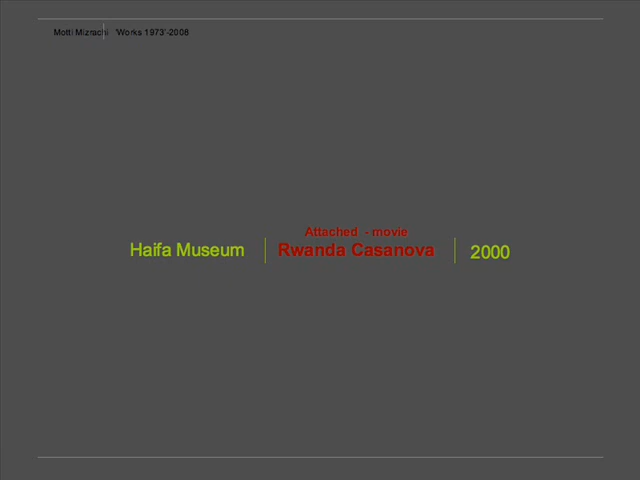 Motti Mizrachi 'Works 1973'-2008
Attached - movie
Haifa Museum Rwanda Casanova 2000